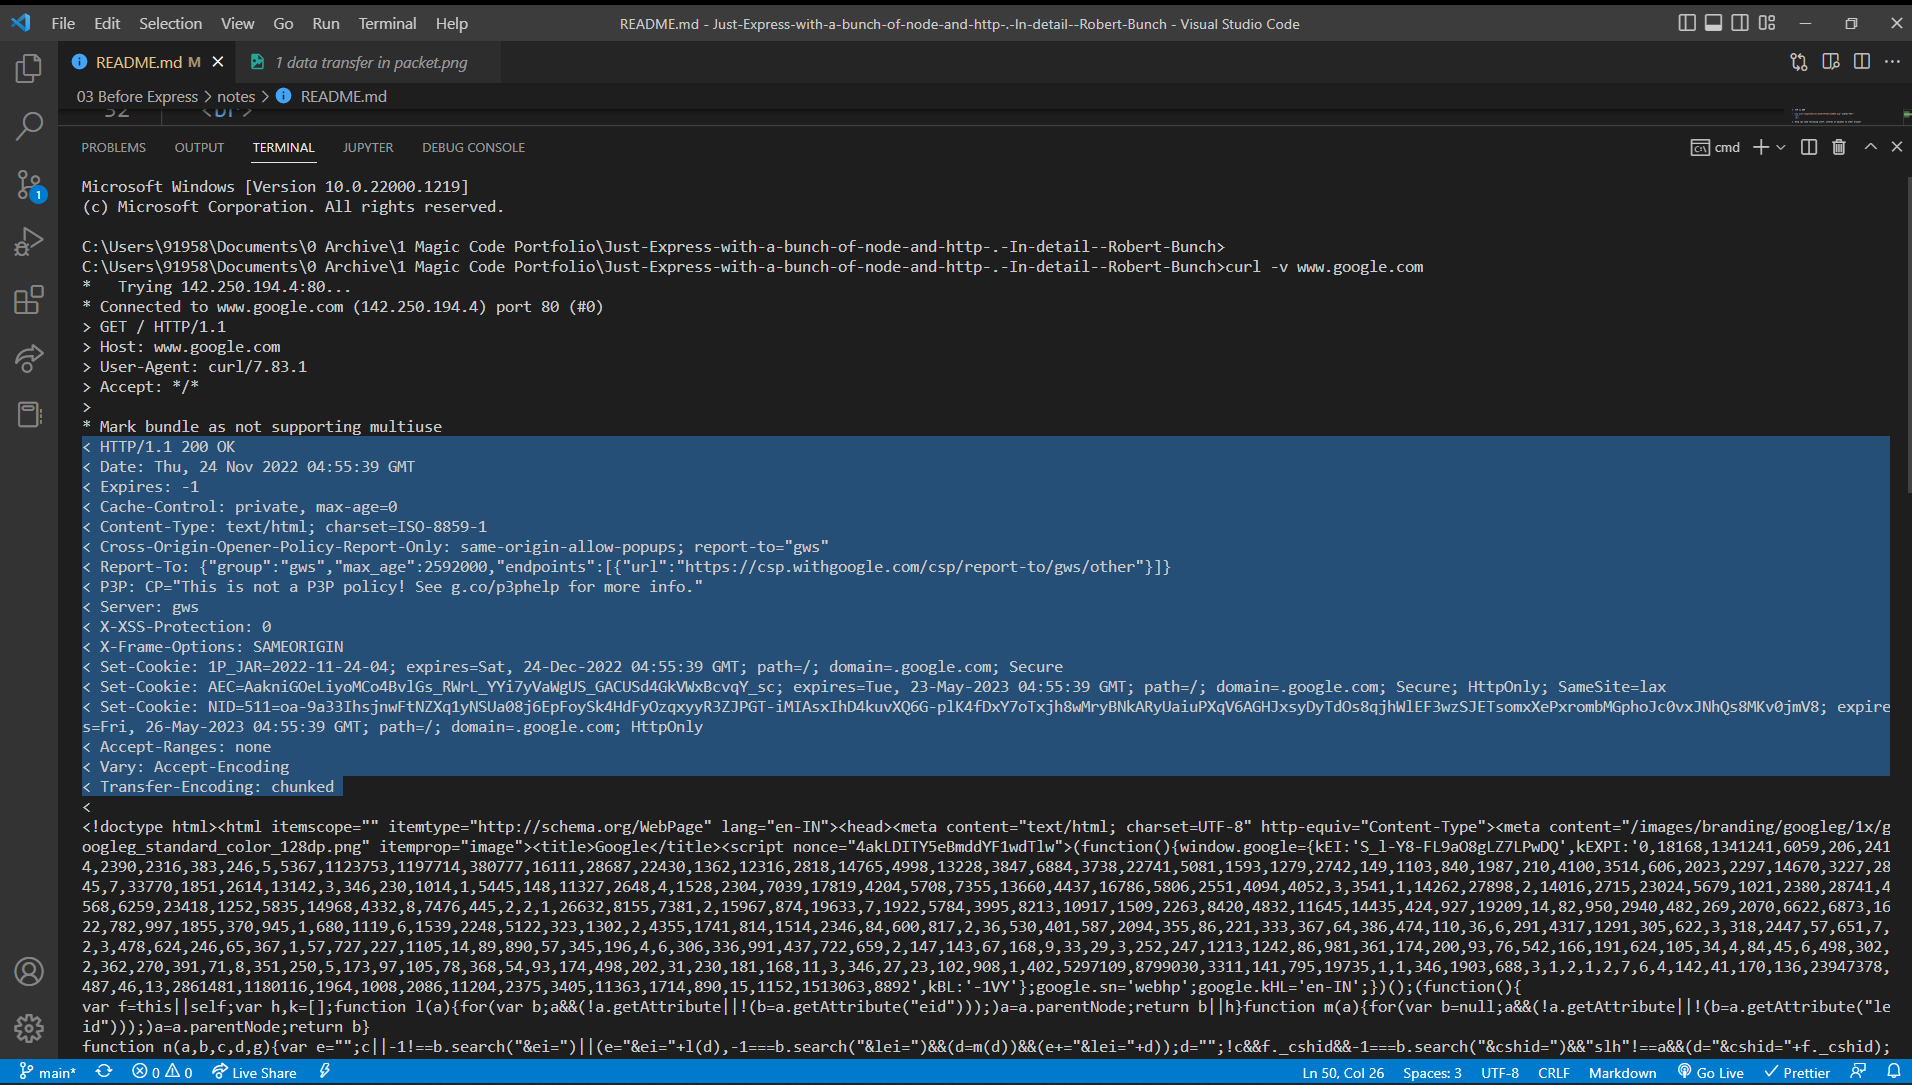 File Edit Selection View Go Run Terminal Help
README.md - Just-Express-with-a-bunch-of-node-and-http-.-In-detail--Robert-Bunch - Visual Studio Code
README.md M
1 data transfer in packet.png
03 Before Express > notes > README.md
PROBLEMS OUTPUT TERMINAL JUPYTER DEBUG CONSOLE
cmd
Microsoft Windows [Version 10.0.22000.1219]
(c) Microsoft Corporation. All rights reserved.
C:\Users\91958\Documents\0 Archive\1 Magic Code Portfolio\Just-Express-with-a-bunch-of-node-and-http-.-In-detail--Robert-Bunch>
C:\Users\91958\Documents\0 Archive\1 Magic Code Portfolio\Just-Express-with-a-bunch-of-node-and-http-.-In-detail--Robert-Bunch>curl -v www.google.com
*   Trying 142.250.194.4:80...
* Connected to www.google.com (142.250.194.4) port 80 (#0)
> GET / HTTP/1.1
> Host: www.google.com
> User-Agent: curl/7.83.1
> Accept: */*
>
* Mark bundle as not supporting multiuse
< HTTP/1.1 200 OK
< Date: Thu, 24 Nov 2022 04:55:39 GMT
< Expires: -1
< Cache-Control: private, max-age=0
< Content-Type: text/html; charset=ISO-8859-1
< Cross-Origin-Opener-Policy-Report-Only: same-origin-allow-popups; report-to="gws"
< Report-To: {"group":"gws","max_age":2592000,"endpoints":[{"url":"https://csp.withgoogle.com/csp/report-to/gws/other"}]}
< P3P: CP="This is not a P3P policy! See g.co/p3phelp for more info."
< Server: gws
< X-XSS-Protection: 0
< X-Frame-Options: SAMEORIGIN
< Set-Cookie: 1P_JAR=2022-11-24-04; expires=Sat, 24-Dec-2022 04:55:39 GMT; path=/; domain=.google.com; Secure
< Set-Cookie: AEC=AakniGOeLiyoMCo4BvlGs_RWrL_YYi7yVaWgUS_GACUSd4GkVWxBcvqY_sc; expires=Tue, 23-May-2023 04:55:39 GMT; path=/; domain=.google.com; Secure; HttpOnly; SameSite=lax
< Set-Cookie: NID=511=oa-9a33IhsjnwFtNZXq1yNSUa08j6EpFoySk4HdFyOzqxyyR3ZJPGT-iMIAsxIhD4kuvXQ6G-plK4fDxY7oTxjh8wMryBNkARyUaiuPXqV6AGHJxsyDyTdOs8qjhWlEF3wzSJETsomxXePxrombMGphoJc0vxJNhQs8MKv0jmV8; expire
s=Fri, 26-May-2023 04:55:39 GMT; path=/; domain=.google.com; HttpOnly
< Accept-Ranges: none
< Vary: Accept-Encoding
< Transfer-Encoding: chunked
<
<!doctype html><html itemscope="" itemtype="http://schema.org/WebPage" lang="en-IN"><head><meta content="text/html; charset=UTF-8" http-equiv="Content-Type"><meta content="/images/branding/googleg/1x/g
oogleg_standard_color_128dp.png" itemprop="image"><title>Google</title><script nonce="4akLDITY5eBmddYF1wdTlw">(function(){window.google={kEI:'S_l-Y8-FL9aO8gLZ7LPwDQ',kEXPI:'0,18168,1341241,6059,206,241
4,2390,2316,383,246,5,5367,1123753,1197714,380777,16111,28687,22430,1362,12316,2818,14765,4998,13228,3847,6884,3738,22741,5081,1593,1279,2742,149,1103,840,1987,210,4100,3514,606,2023,2297,14670,3227,28
45,7,33770,1851,2614,13142,3,346,230,1014,1,5445,148,11327,2648,4,1528,2304,7039,17819,4204,5708,7355,13660,4437,16786,5806,2551,4094,4052,3,3541,1,14262,27898,2,14016,2715,23024,5679,1021,2380,28741,4
568,6259,23418,1252,5835,14968,4332,8,7476,445,2,2,1,26632,8155,7381,2,15967,874,19633,7,1922,5784,3995,8213,10917,1509,2263,8420,4832,11645,14435,424,927,19209,14,82,950,2940,482,269,2070,6622,6873,16
22,782,997,1855,370,945,1,680,1119,6,1539,2248,5122,323,1302,2,4355,1741,814,1514,2346,84,600,817,2,36,530,401,587,2094,355,86,221,333,367,64,386,474,110,36,6,291,4317,1291,305,622,3,318,2447,57,651,7,
2,3,478,624,246,65,367,1,57,727,227,1105,14,89,890,57,345,196,4,6,306,336,991,437,722,659,2,147,143,67,168,9,33,29,3,252,247,1213,1242,86,981,361,174,200,93,76,542,166,191,624,105,34,4,84,45,6,498,302,
2,362,270,391,71,8,351,250,5,173,97,105,78,368,54,93,174,498,202,31,230,181,168,11,3,346,27,23,102,908,1,402,5297109,8799030,3311,141,795,19735,1,1,346,1903,688,3,1,2,1,2,7,6,4,142,41,170,136,23947378,
487,46,13,2861481,1180116,1964,1008,2086,11204,2375,3405,11363,1714,890,15,1152,1513063,8892',kBL:'-1VY'};google.sn='webhp';google.kHL='en-IN';})();(function(){
var f=this||self;var h,k=[];function l(a){for(var b;a&&(!a.getAttribute||!(b=a.getAttribute("eid")));)a=a.parentNode;return b||h}function m(a){for(var b=null;a&&(!a.getAttribute||!(b=a.getAttribute("le
id")));)a=a.parentNode;return b}
function n(a,b,c,d,g){var e="";c||-1!==b.search("&ei=")||(e="&ei="+l(d),-1===b.search("&lei=")&&(d=m(d))&&(e+="&lei="+d));d="";!c&&f._cshid&&-1===b.search("&cshid=")&&"slh"!==a&&(d="&cshid="+f._cshid);
1
main* 0 0 Live Share
Ln 50, Col 26 Spaces: 3 UTF-8 CRLF Markdown Go Live Prettier